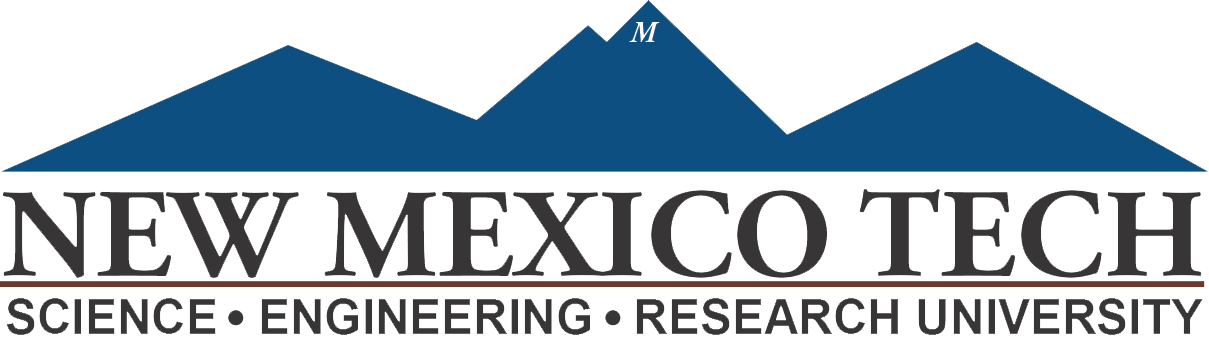 M
NEW MEXICO TECH
SCIENCE • ENGINEERING • RESEARCH UNIVERSITY